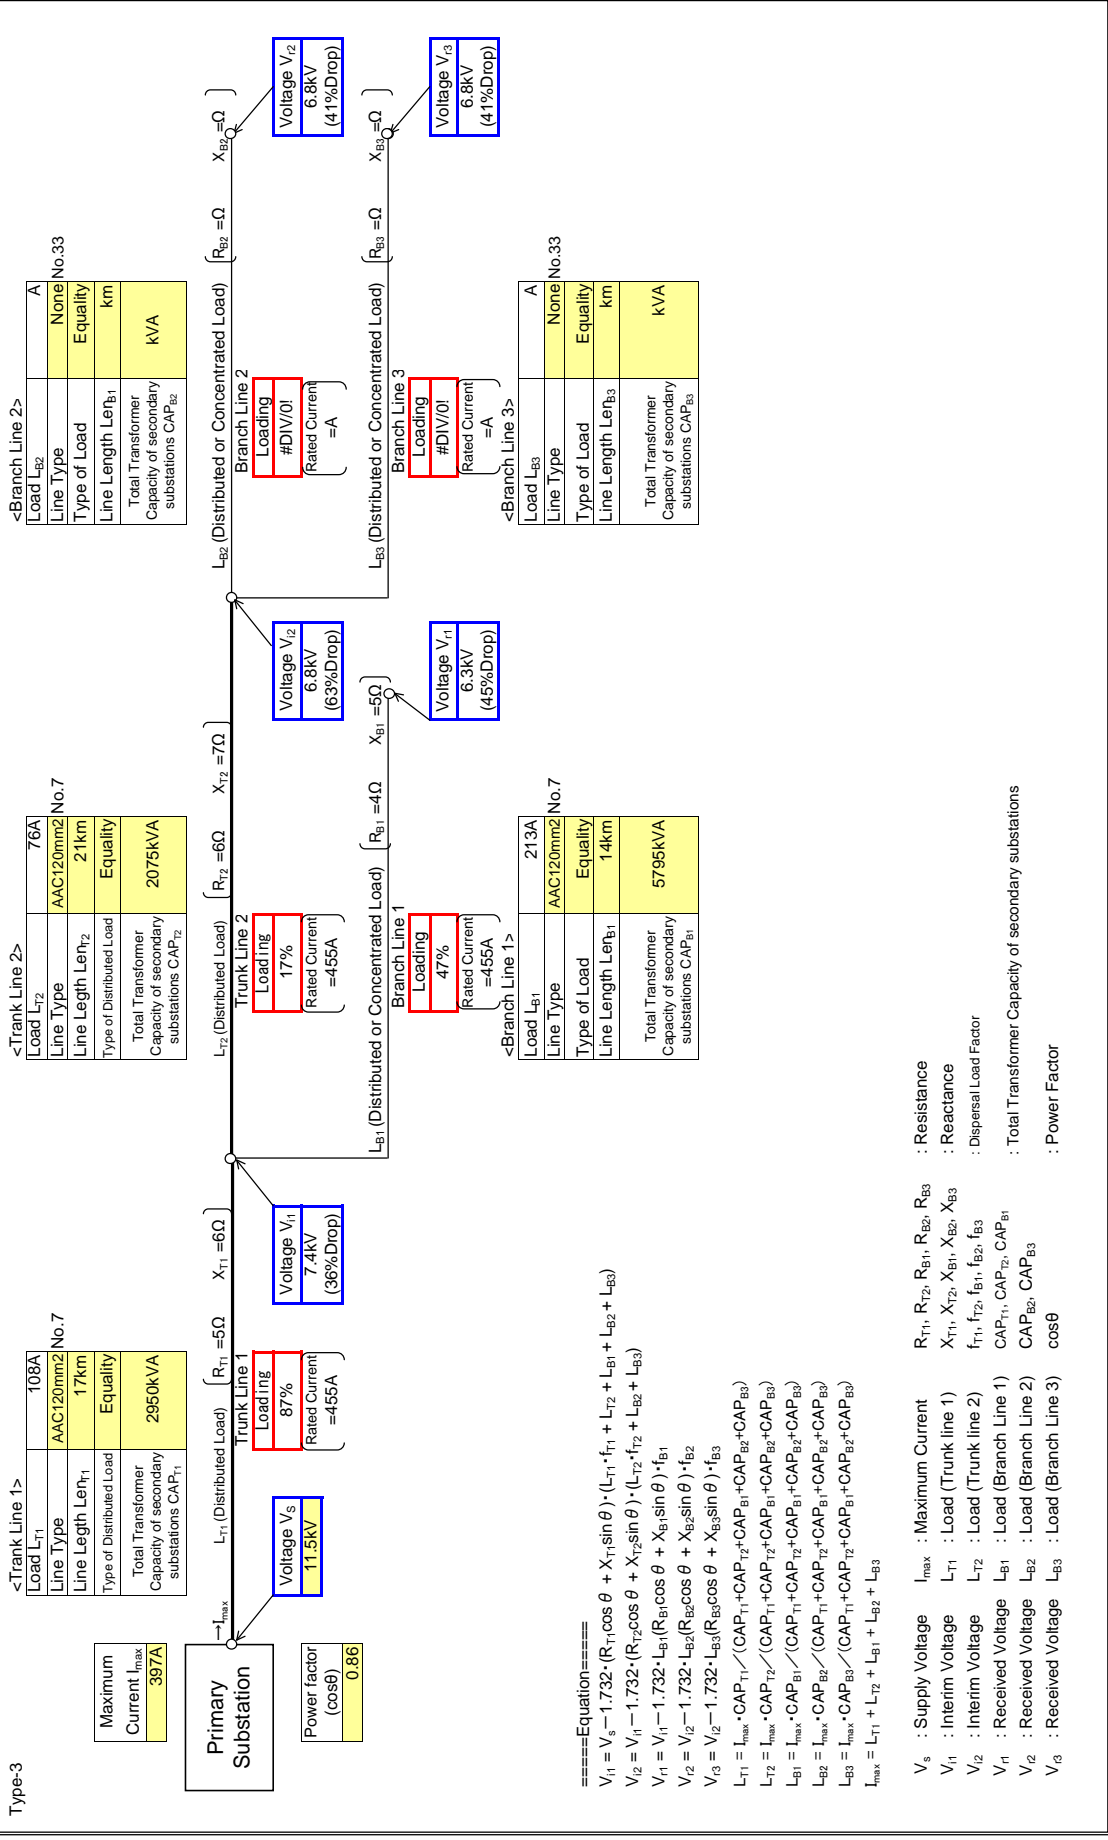 Type-3
Maximum
Current Imax
397A
Primary
Substation
Power factor
(cosθ)
0.86
→Imax
Voltage VS
11.5kV
<Trank Line 1>
Load LT1 108A
Line Type AAC120mm2 No.7
Line Length LenT1 17km
Type of Distributed Load Equality
Total Transformer
Capacity of secondary
substations CAPT1
2950kVA
LT1 (Distributed Load) (RT1 =5Ω XT1 =6Ω)
Trunk Line 1
Loading
87%
(Rated Current
=455A)
Voltage Vi1
7.4kV
(36%Drop)
<Trank Line 2>
Load LT2 76A
Line Type AAC120mm2 No.7
Line Legth LenT2 21km
Type of Distributed Load Equality
Total Transformer
Capacity of secondary
substations CAPT2
2075kVA
LT2 (Distributed Load) (RT2 =6Ω XT2 =7Ω)
Trunk Line 2
Loading
17%
(Rated Current
=455A)
Voltage Vi2
6.8kV
(63%Drop)
LB1 (Distributed or Concentrated Load) (RB1 =4Ω XB1 =5Ω)
Branch Line 1
Loading
47%
(Rated Current
=455A)
Voltage Vr1
6.3kV
(45%Drop)
<Branch Line 1>
Load LB1 213A
Line Type AAC120mm2 No.7
Type of Load Equality
Line Length LenB1 14km
Total Transformer
Capacity of secondary
substations CAPB1
5795kVA
<Branch Line 2>
Load LB2 A
Line Type None No.33
Type of Load Equality
Line Length LenB1 km
Total Transformer
Capacity of secondary
substations CAPB2
kVA
LB2 (Distributed or Concentrated Load) (RB2 =Ω XB2 =Ω)
Branch Line 2
Loading
#DIV/0!
(Rated Current
=A)
Voltage Vr2
6.8kV
(41%Drop)
LB3 (Distributed or Concentrated Load) (RB3 =Ω XB3 =Ω)
Branch Line 3
Loading
#DIV/0!
(Rated Current
=A)
Voltage Vr3
6.8kV
(41%Drop)
<Branch Line 3>
Load LB3 A
Line Type None No.33
Type of Load Equality
Line Length LenB3 km
Total Transformer
Capacity of secondary
substations CAPB3
kVA
=====Equation=====
Vi1 = Vs−1.732･(RT1cos θ + XT1sin θ)･(LT1･fT1 + LT2 + LB1 + LB2 + LB3)
Vi2 = Vi1−1.732･(RT2cos θ + XT2sin θ)･(LT2･fT2 + LB2 + LB3)
Vr1 = Vi1−1.732･LB1(RB1cos θ + XB1sin θ)･fB1
Vr2 = Vi2−1.732･LB2(RB2cos θ + XB2sin θ)･fB2
Vr3 = Vi2−1.732･LB3(RB3cos θ + XB3sin θ)･fB3
LT1 = Imax･CAPT1／(CAPT1+CAPT2+CAPB1+CAPB2+CAPB3)
LT2 = Imax･CAPT2／(CAPT1+CAPT2+CAPB1+CAPB2+CAPB3)
LB1 = Imax･CAPB1／(CAPT1+CAPT2+CAPB1+CAPB2+CAPB3)
LB2 = Imax･CAPB2／(CAPT1+CAPT2+CAPB1+CAPB2+CAPB3)
LB3 = Imax･CAPB3／(CAPT1+CAPT2+CAPB1+CAPB2+CAPB3)
Imax = LT1 + LT2 + LB1 + LB2 + LB3
Vs : Supply Voltage Imax : Maximum Current RT1, RT2, RB1, RB2, RB3 : Resistance
Vi1 : Interim Voltage LT1 : Load (Trunk line 1) XT1, XT2, XB1, XB2, XB3 : Reactance
Vi2 : Interim Voltage LT2 : Load (Trunk line 2) fT1, fT2, fB1, fB2, fB3 : Dispersal Load Factor
Vr1 : Received Voltage LB1 : Load (Branch Line 1) CAPT1, CAPT2, CAPB1
Vr2 : Received Voltage LB2 : Load (Branch Line 2) CAPB2, CAPB3 : Total Transformer Capacity of secondary substations
Vr3 : Received Voltage LB3 : Load (Branch Line 3) cosθ : Power Factor